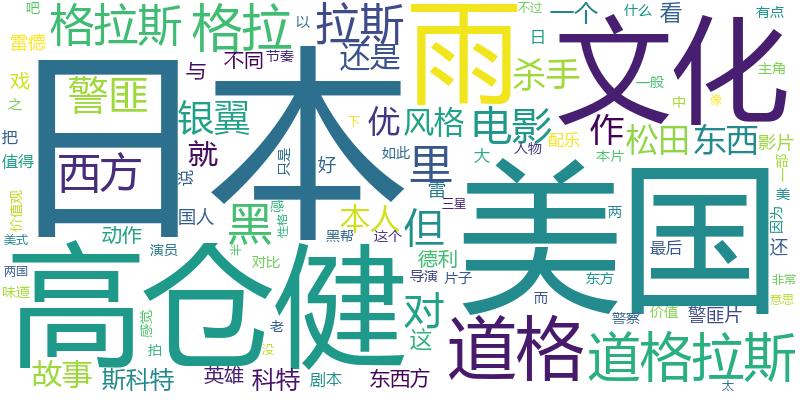 吧 格拉斯 格拉 拉斯 以 雨 不过 一个 什么 看 有点
雷德 还是 日 文化
戏 警匪 与 不同 节奏 杀手 主角
之 一般
把 银翼 优 风格 电影 作 中 像
日本 下 配乐 松田 东西 影片
值得 西方 就 只是 好 如此 里 大 人物 本片
说 雷 三星 美国 两 因为 美
价值观 国人 黑 感 性格 本人 但 还
美式 动作 黑帮 这个 最后
高仓健 演员 对比 德利 东方 非常
两国 导演 片子 而
味道 感觉 对 价值 意思
老 警察 警匪片
拍 没 这 道格 道格拉斯
故事 斯科特 英雄 科特 剧本 东西方 太